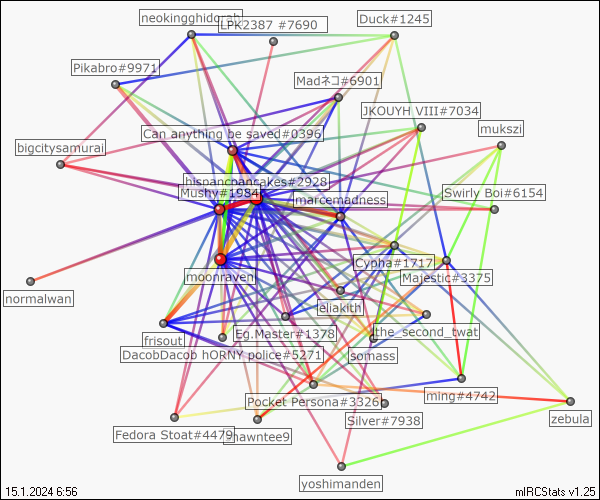 neokingghidorah
LPK2387 #7690
Duck#1245
Pikabro#9971
Madネコ#6901
JKOUYH VIII#7034
Can anything be saved#0396
mukszi
bigcitysamurai
hispanchancakes#2928
Mushy#1984
marcemadness
Swirly Boi#6154
moonraven
Cypha#1717
Majestic#3375
normalwan
eliakith
Eg.Master#1378
the_second_twat
frisout
DacobDacob hORNY police#5271
somass
Pocket Persona#3326
ming#4742
Silver#7938
zebula
Fedora Stoat#4479
shawntee9
yoshimanden
15.1.2024 6:56
mIRCStats v1.25